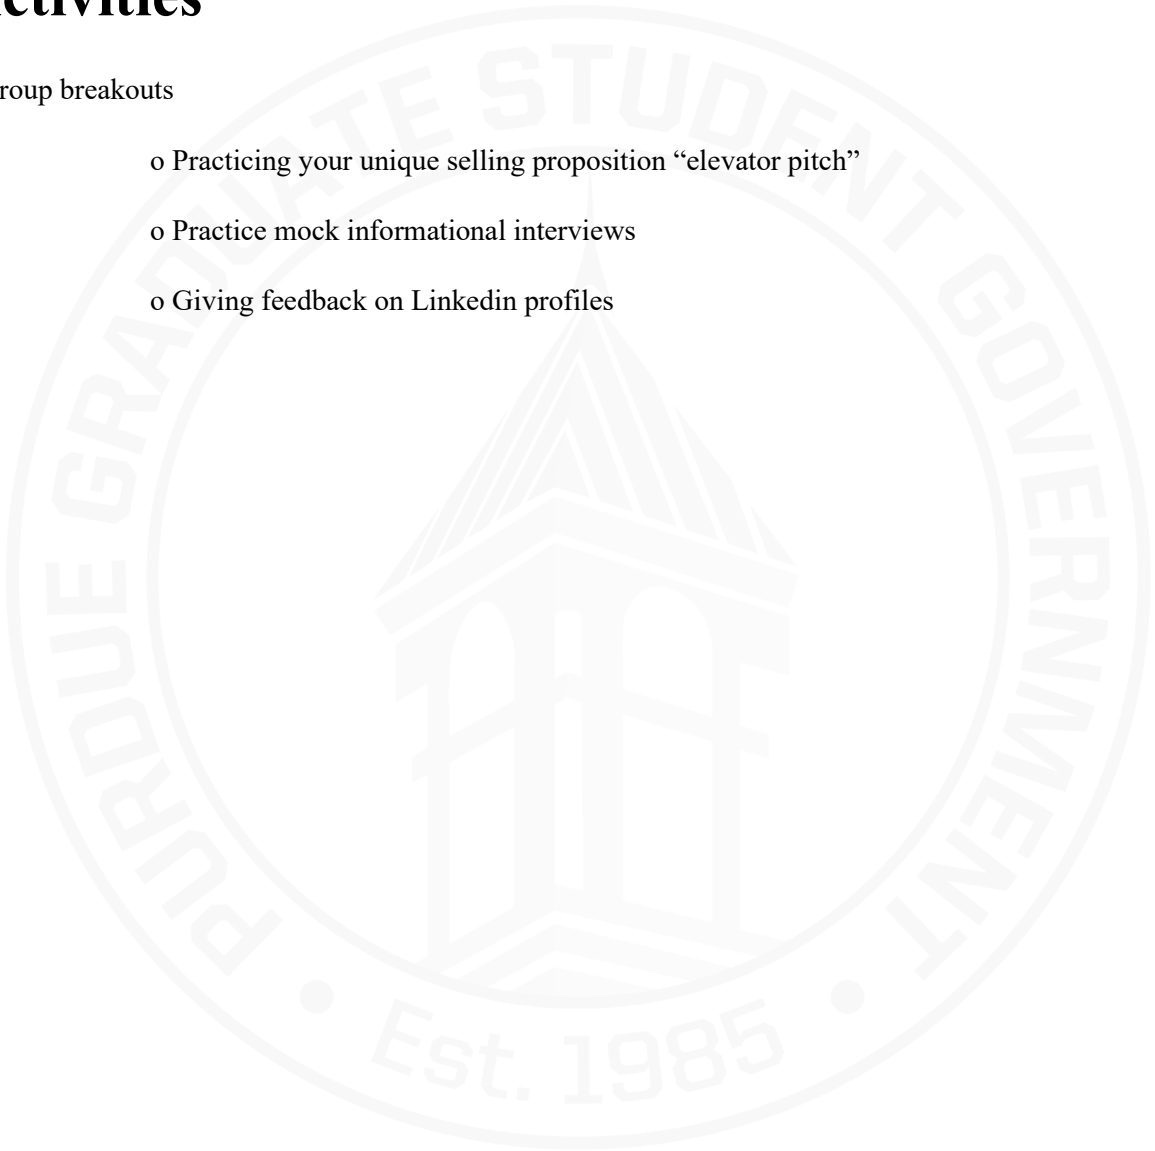 ctivities
roup breakouts
o Practicing your unique selling proposition “elevator pitch”
o Practice mock informational interviews
o Giving feedback on Linkedin profiles
PURDUE GRADUATE STUDENT GOVERNMENT
Est. 1985